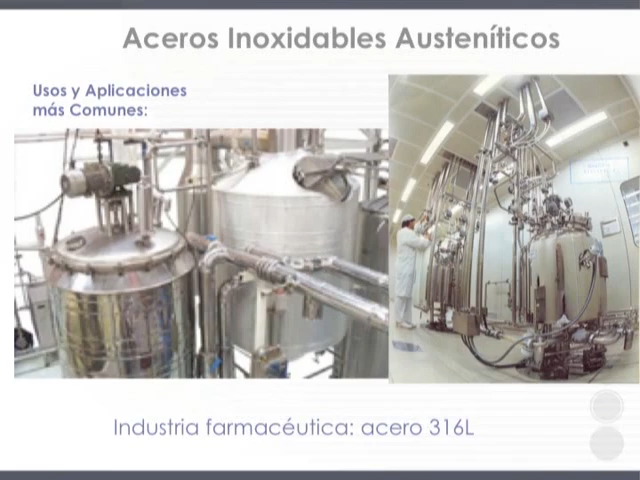 Aceros Inoxidables Austeníticos
Usos y Aplicaciones
más Comunes:
Industria farmacéutica: acero 316L